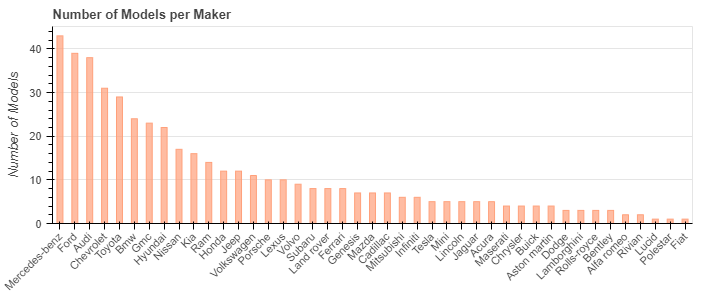 Number of Models per Maker
Number of Models
40
30
20
10
0
Mercedes-benz
Ford
Audi
Chevrolet
Toyota
Bmw
Gmc
Hyundai
Nissan
Kia
Ram
Honda
Jeep
Volkswagen
Porsche
Lexus
Volvo
Subaru
Land rover
Ferrari
Genesis
Mazda
Cadillac
Mitsubishi
Infiniti
Tesla
Mini
Lincoln
Jaguar
Acura
Maserati
Chrysler
Buick
Aston martin
Dodge
Lamborghini
Rolls-royce
Bentley
Alfa romeo
Rivian
Lucid
Polestar
Fiat